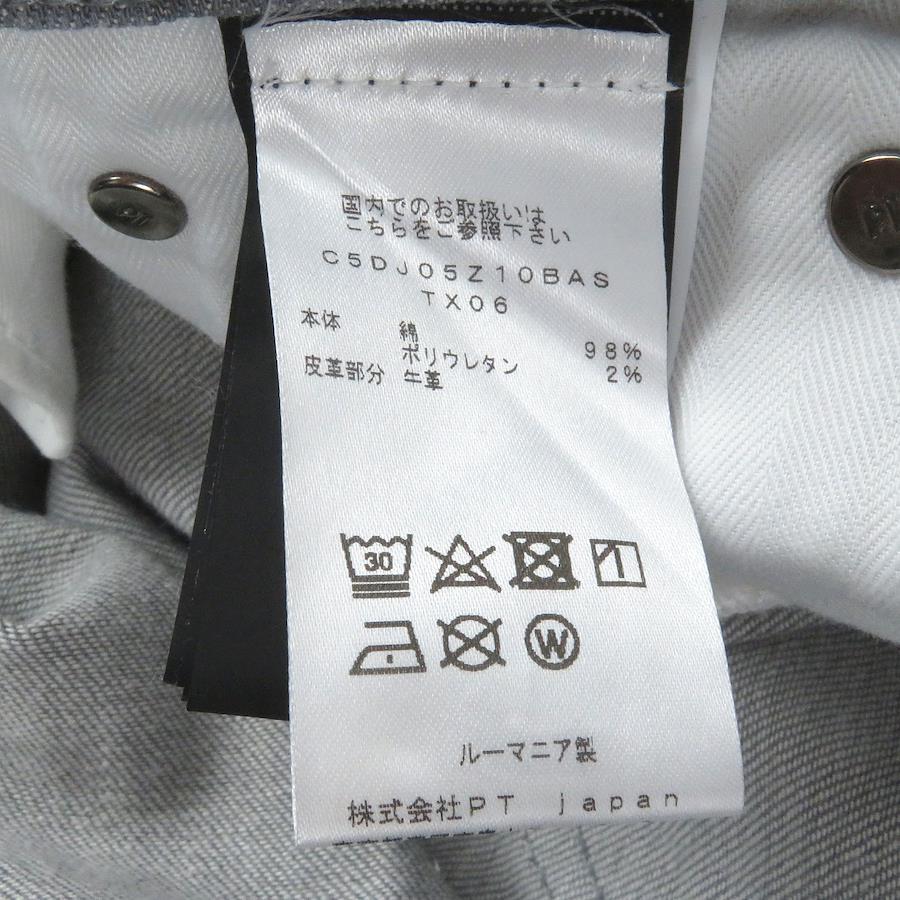 国内でのお取扱いは
こちらをご参照下さい
C5DJ05Z10BAS
TX06
本体 綿 98%
ポリウレタン 2%
皮革部分 牛革
30
1
W
ルーマニア製
株式会社PT japan